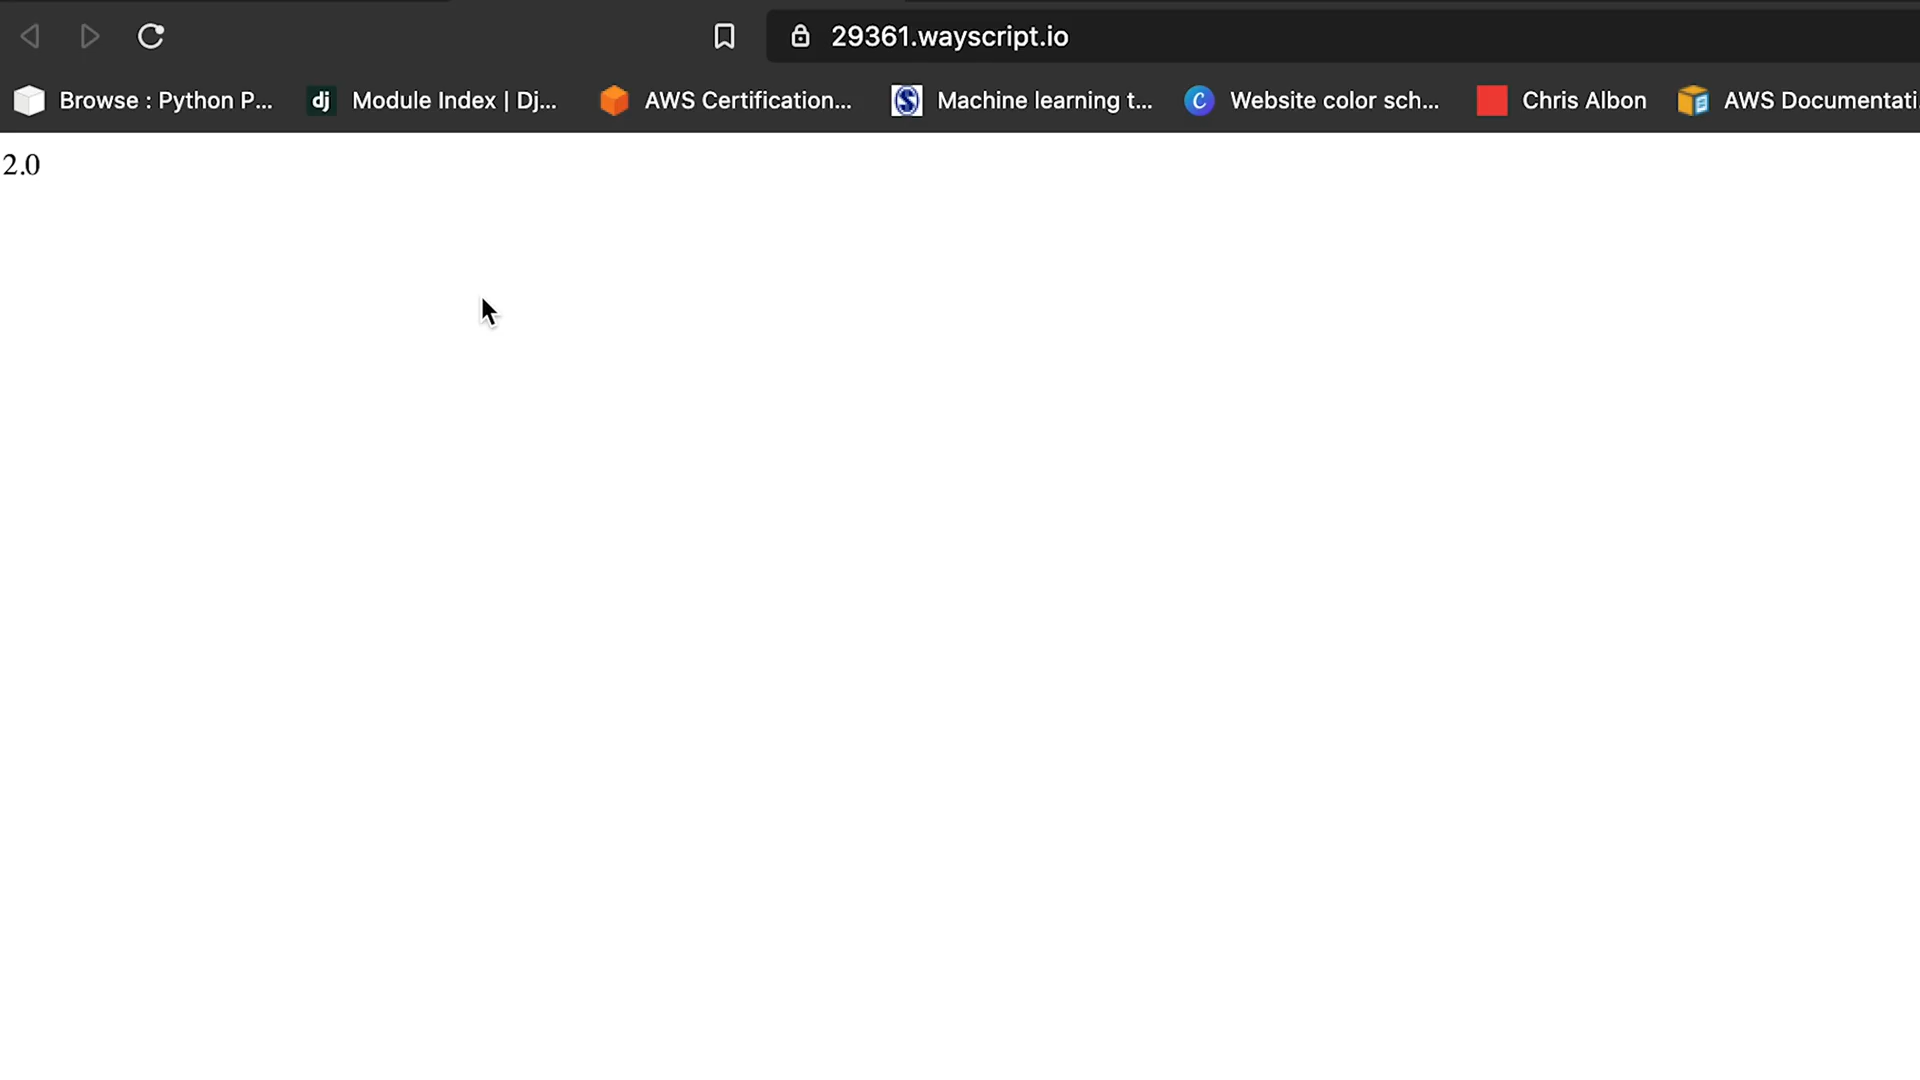 29361.wayscript.io
Browse : Python P... dj Module Index | Dj... AWS Certification... S Machine learning t... C Website color sch... Chris Albon AWS Documentati
2.0